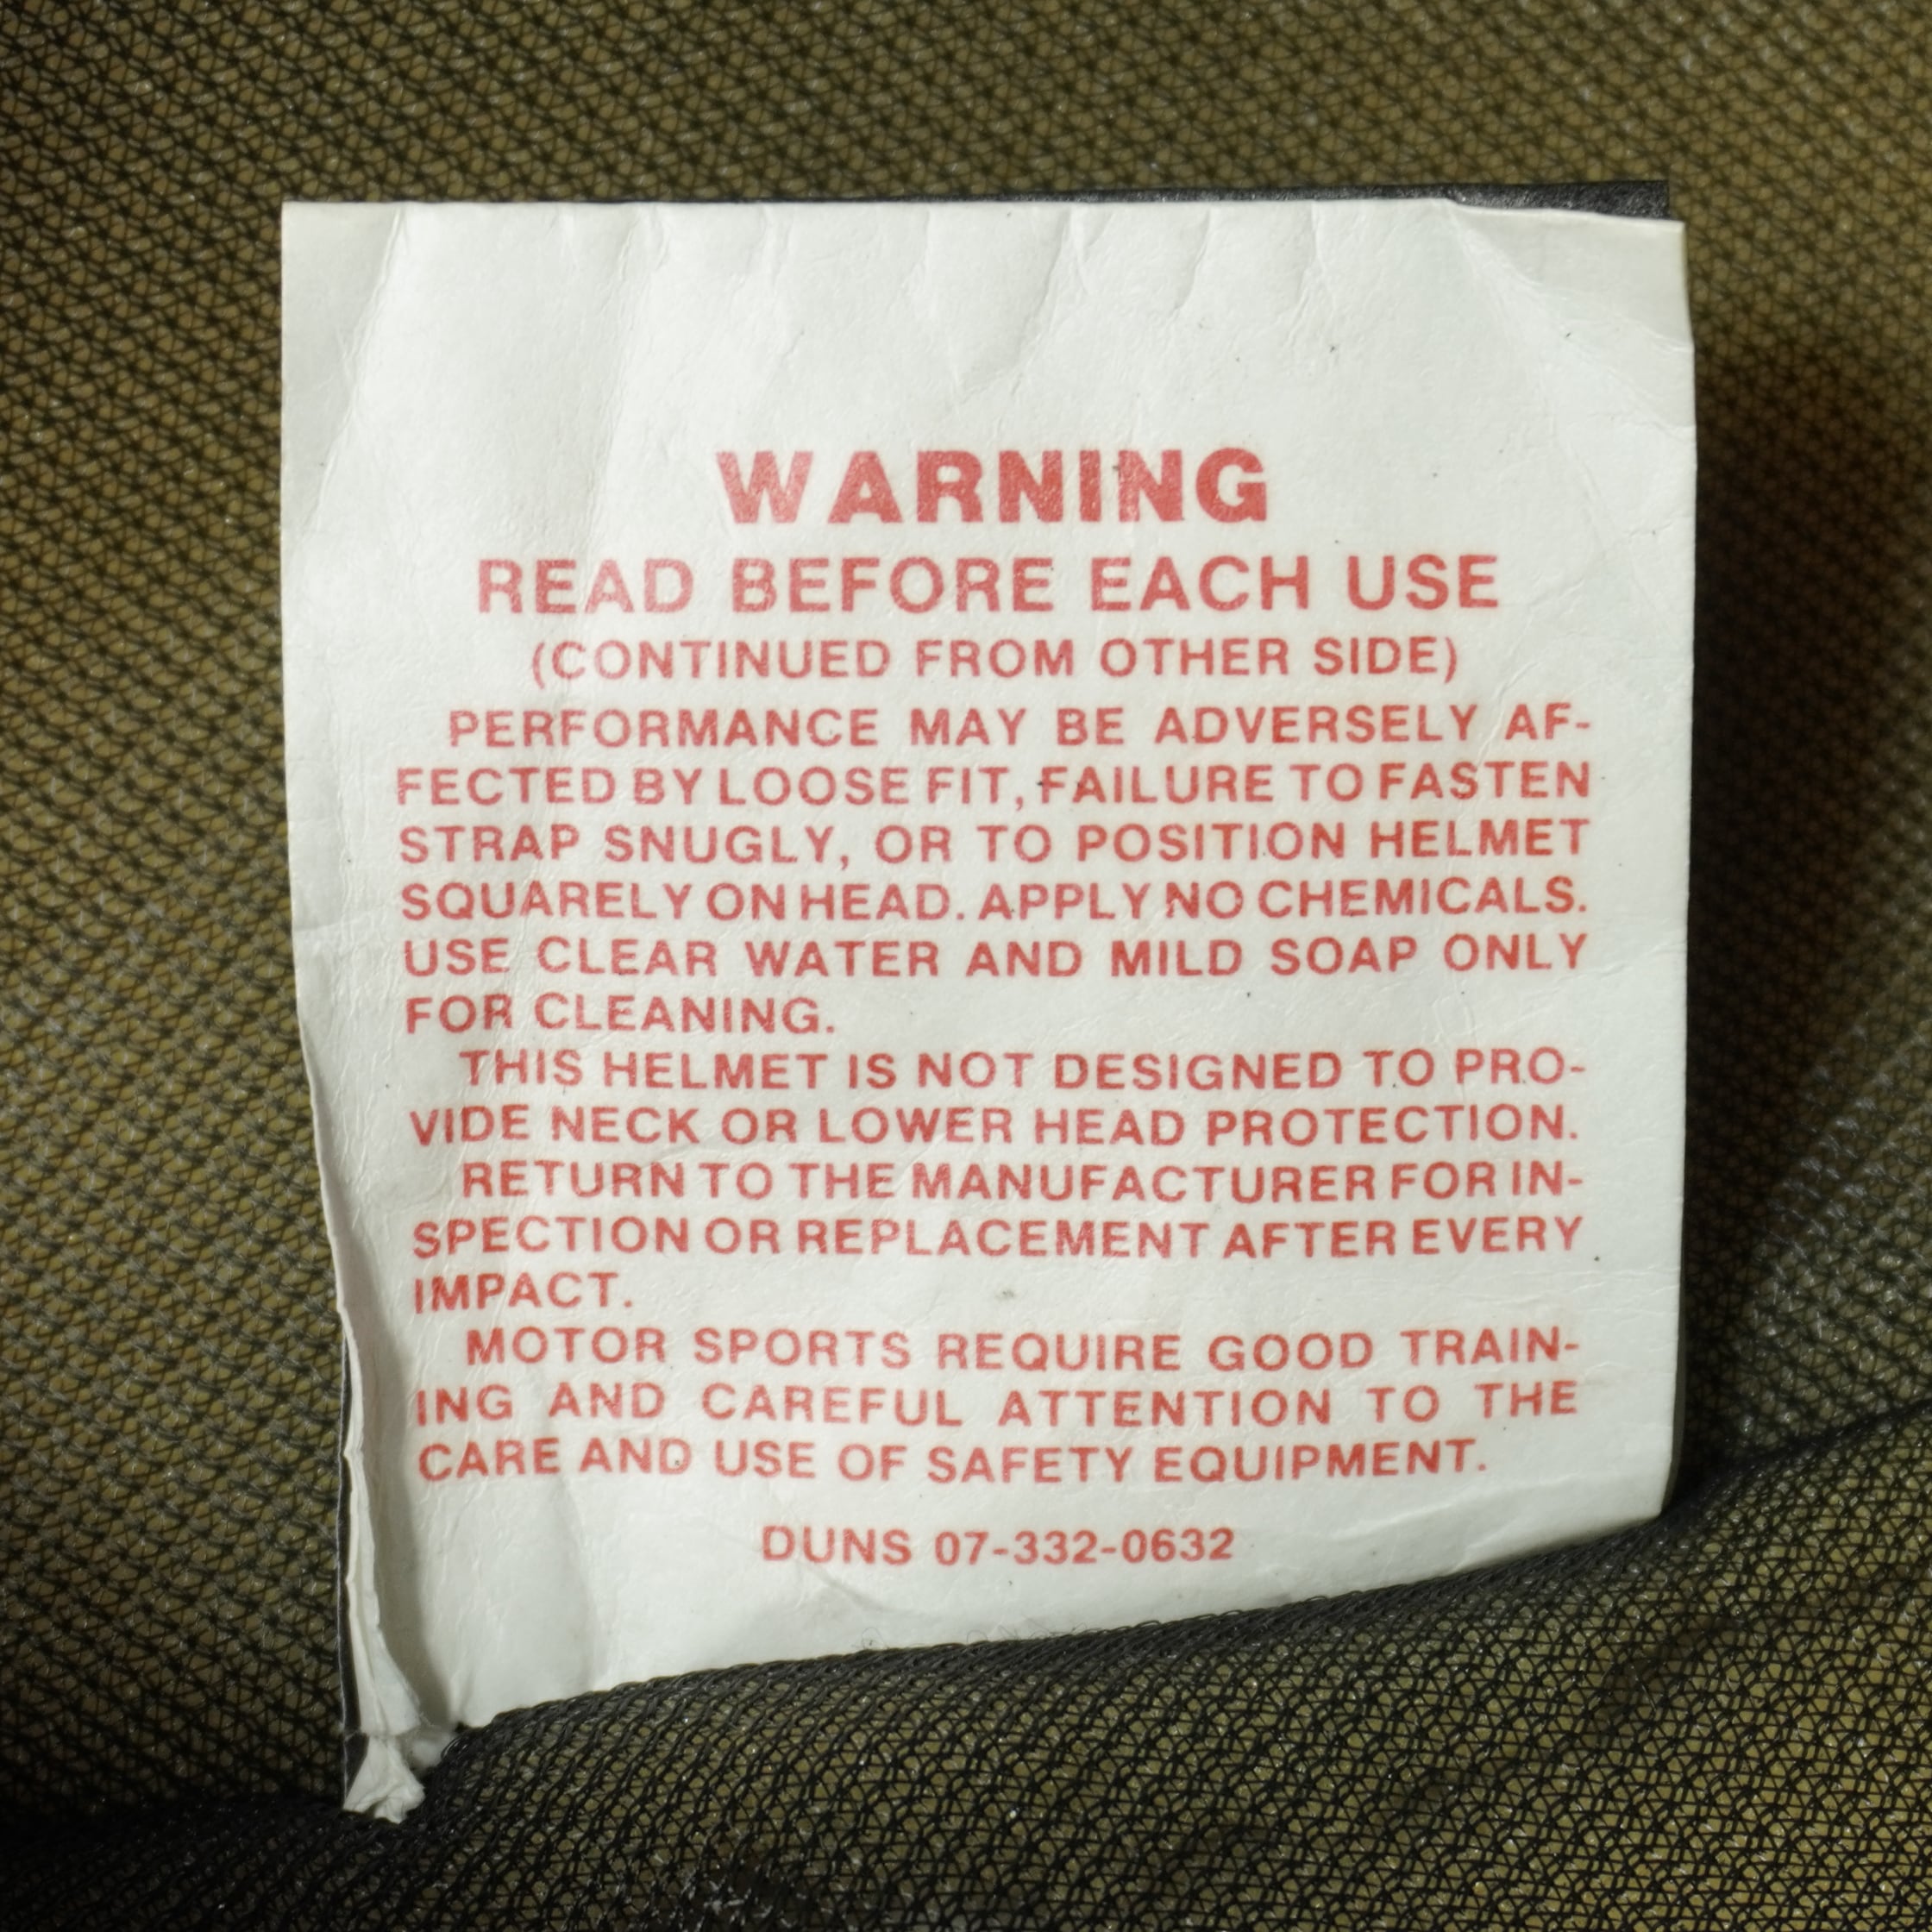 WARNING
READ BEFORE EACH USE
(CONTINUED FROM OTHER SIDE)
PERFORMANCE MAY BE ADVERSELY AF-
FECTED BY LOOSE FIT, FAILURE TO FASTEN
STRAP SNUGLY, OR TO POSITION HELMET
SQUARELY ON HEAD. APPLY NO CHEMICALS.
USE CLEAR WATER AND MILD SOAP ONLY
FOR CLEANING.
THIS HELMET IS NOT DESIGNED TO PRO-
VIDE NECK OR LOWER HEAD PROTECTION.
RETURN TO THE MANUFACTURER FOR IN-
SPECTION OR REPLACEMENT AFTER EVERY
IMPACT.
MOTOR SPORTS REQUIRE GOOD TRAIN-
ING AND CAREFUL ATTENTION TO THE
CARE AND USE OF SAFETY EQUIPMENT.
DUNS 07-332-0632